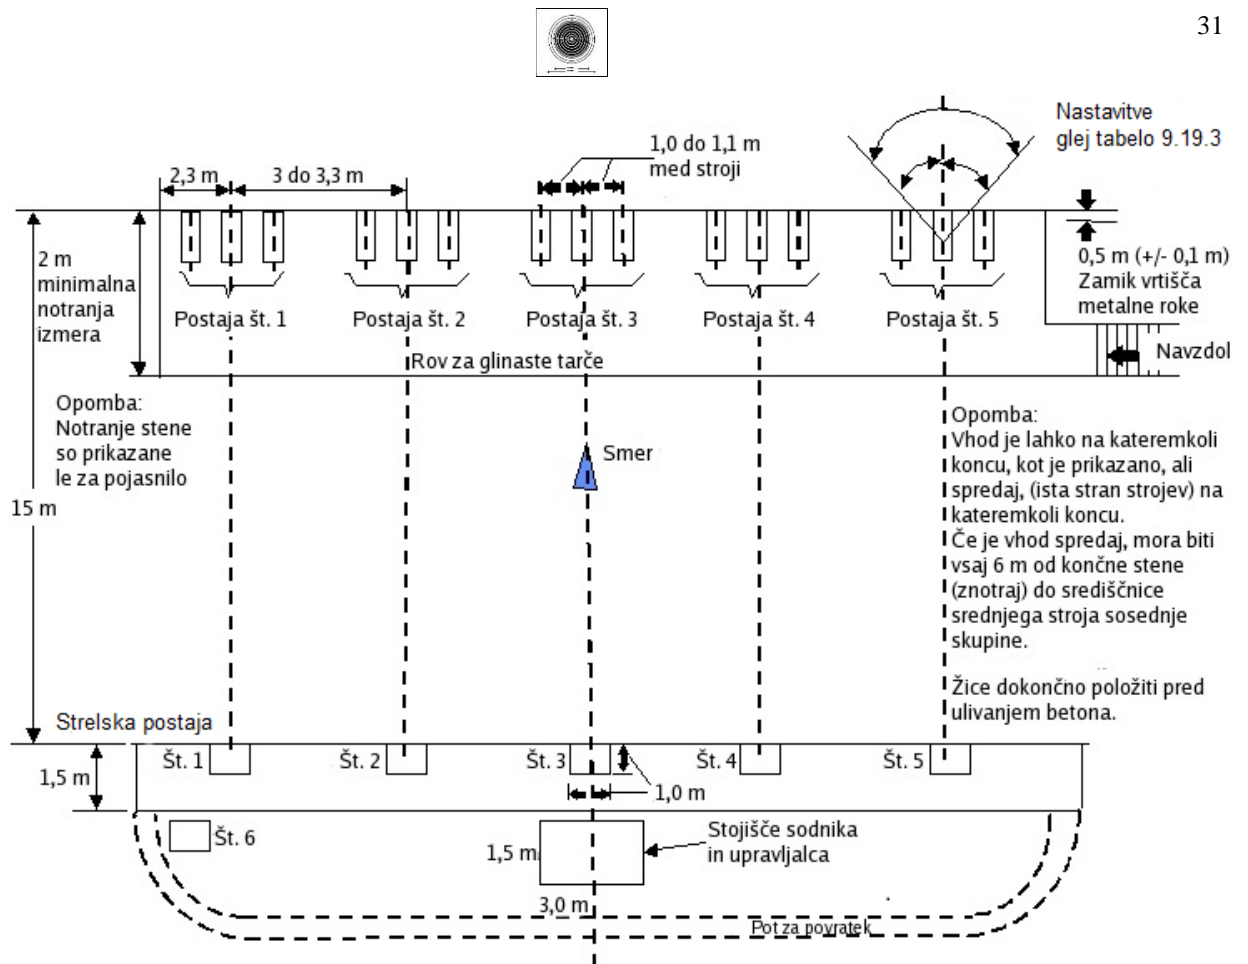 31
Nastavitve
glej tabelo 9.19.3
1,0 do 1,1 m
med stroji
2,3 m
3 do 3,3 m
2 m
minimalna
notranja
izmera
0,5 m (+/- 0,1 m)
Zamik vrtišča
metalne roke
Postaja št. 1
Postaja št. 2
Postaja št. 3
Postaja št. 4
Postaja št. 5
Navzdol
Rov za glinaste tarče
Opomba:
Notranje stene
so prikazane
le za pojasnilo
Smer
15 m
Opomba:
Vhod je lahko na kateremkoli
koncu, kot je prikazano, ali
spredaj, (ista stran strojev) na
kateremkoli koncu.
Če je vhod spredaj, mora biti
vsaj 6 m od končne stene
(znotraj) do središčnice
srednjega stroja sosednje
skupine.
Žice dokončno položiti pred
ulivanjem betona.
Strelska postaja
Št. 1
Št. 2
Št. 3
Št. 4
Št. 5
1,5 m
1,0 m
Št. 6
Stojišče sodnika
in upravljalca
1,5 m
3,0 m
Pot za povratek